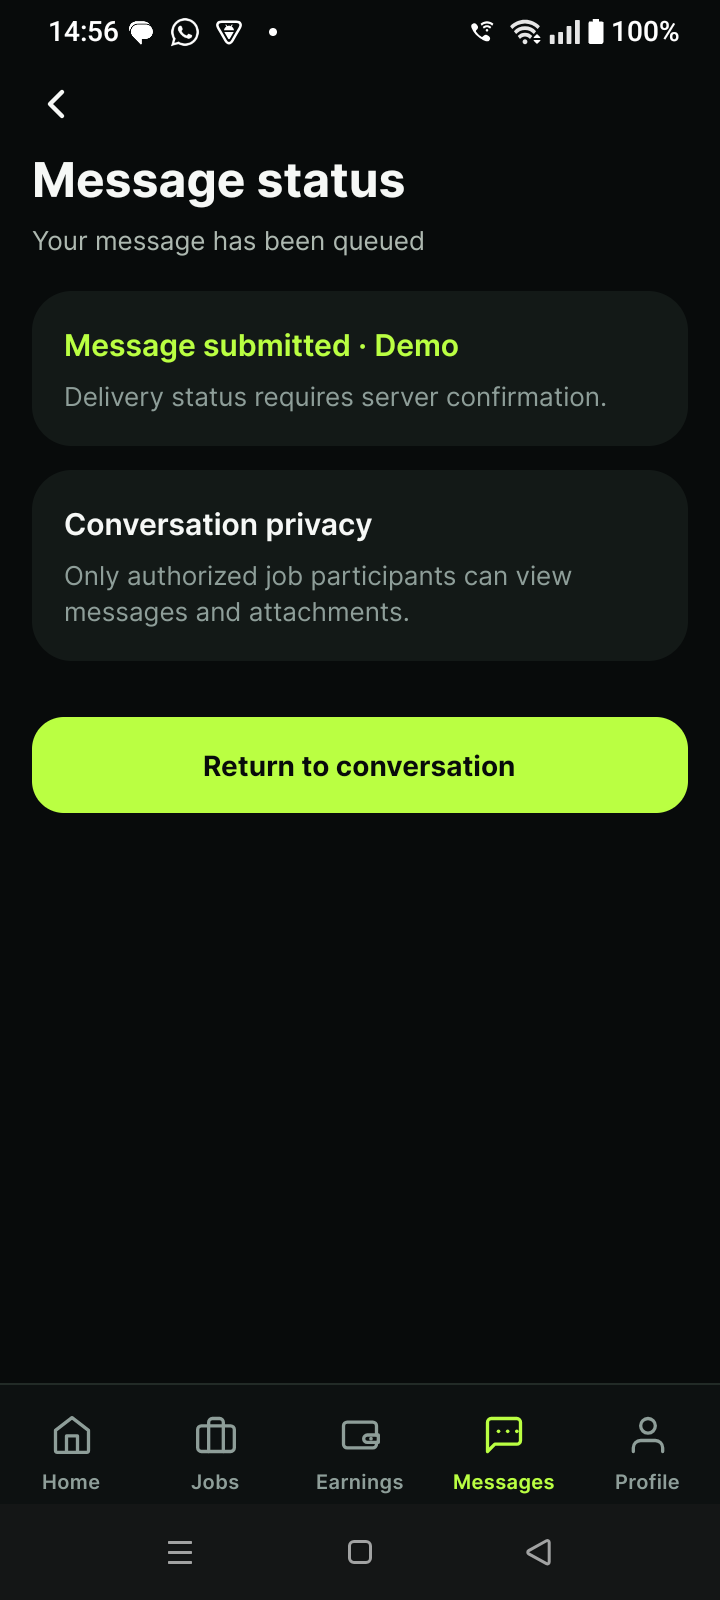 14:56
100%
Message status
Your message has been queued
Message submitted · Demo
Delivery status requires server confirmation.
Conversation privacy
Only authorized job participants can view
messages and attachments.
Return to conversation
Home
Jobs
Earnings
Messages
Profile